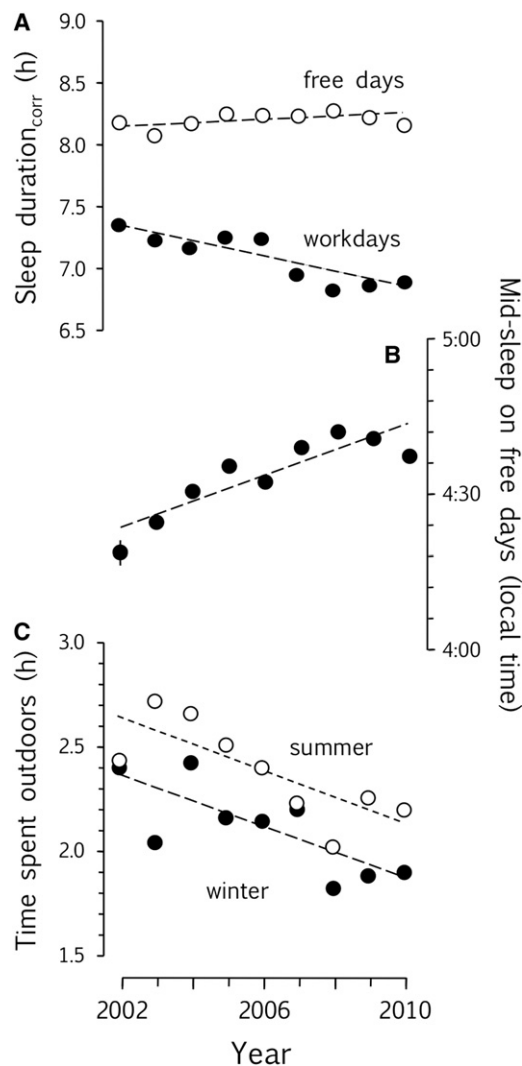 A
9.0
8.5
8.0
7.5
7.0
6.5
Sleep duration_corr (h)
free days
workdays
B
5:00
4:30
4:00
Mid-sleep on free days (local time)
C
3.0
2.5
2.0
1.5
Time spent outdoors (h)
summer
winter
2002
2006
2010
Year